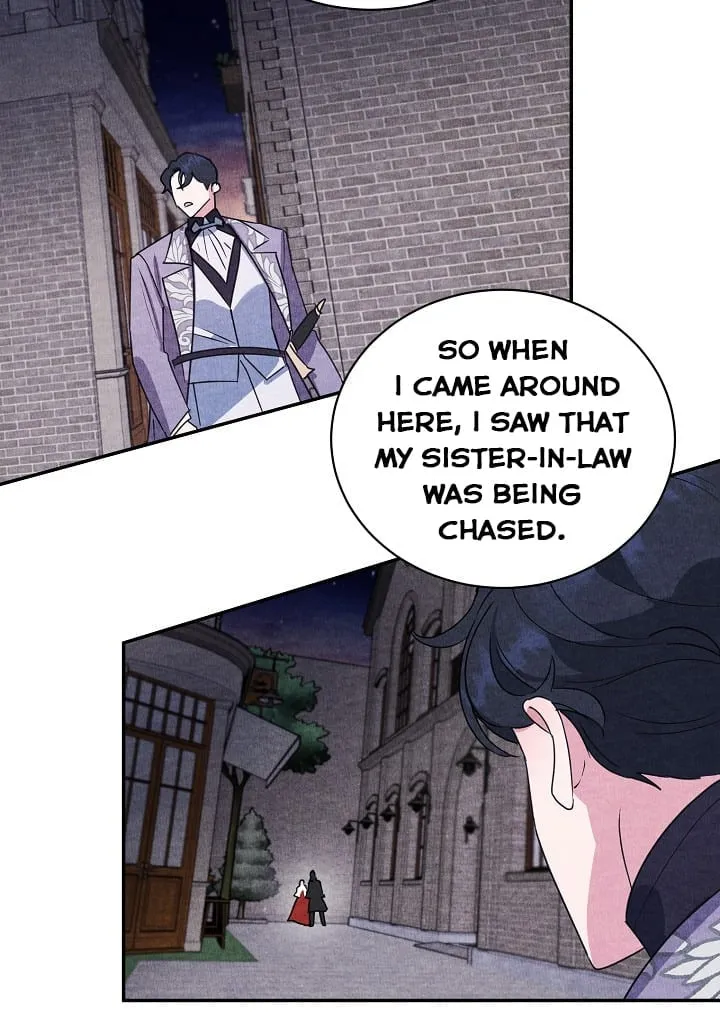 SO WHEN
I CAME AROUND
HERE, I SAW THAT
MY SISTER-IN-LAW
WAS BEING
CHASED.